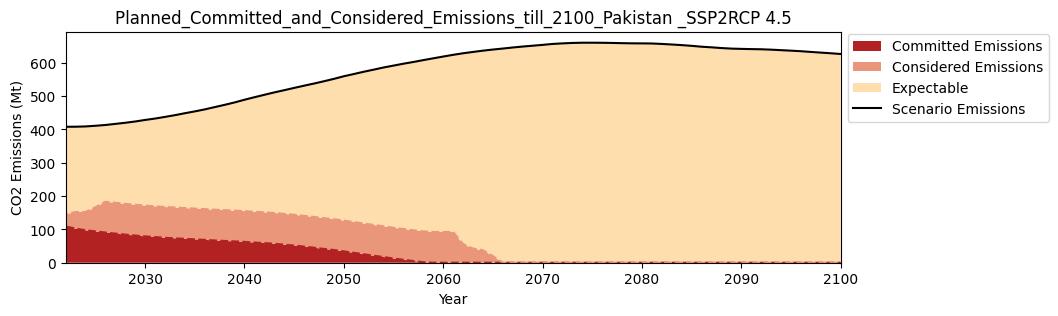 Planned_Committed_and_Considered_Emissions_till_2100_Pakistan _SSP2RCP 4.5
CO2 Emissions (Mt)
600
500
400
300
200
100
0
2030 2040 2050 2060 2070 2080 2090 2100
Year
Committed Emissions
Considered Emissions
Expectable
Scenario Emissions